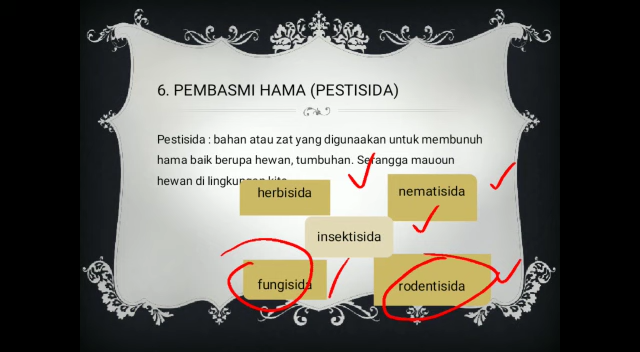 6. PEMBASMI HAMA (PESTISIDA)
Pestisida : bahan atau zat yang digunaakan untuk membunuh
hama baik berupa hewan, tumbuhan. Serangga mauoun
hewan di lingkungan kita
herbisida
nematisida
insektisida
fungisida
rodentisida